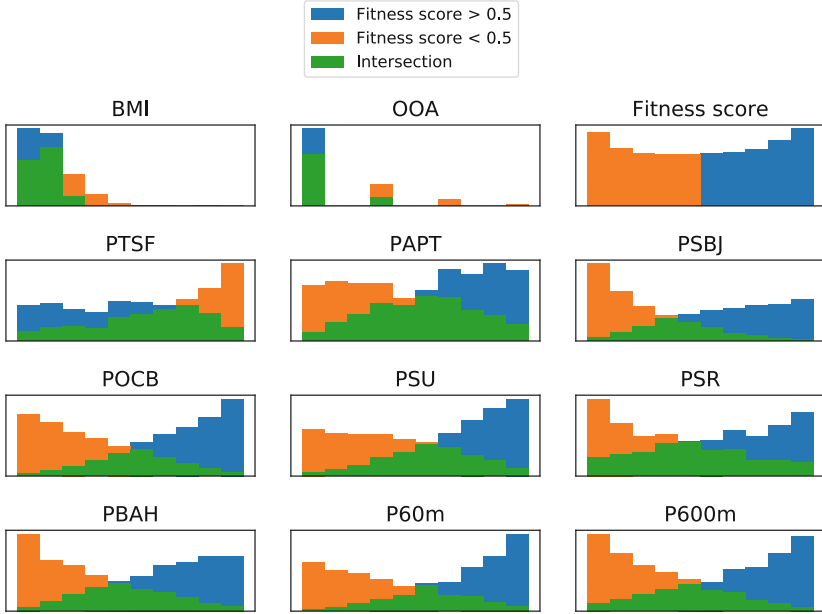 Fitness score > 0.5
Fitness score < 0.5
Intersection
BMI
OOA
Fitness score
PTSF
PAPT
PSBJ
POCB
PSU
PSR
PBAH
P60m
P600m